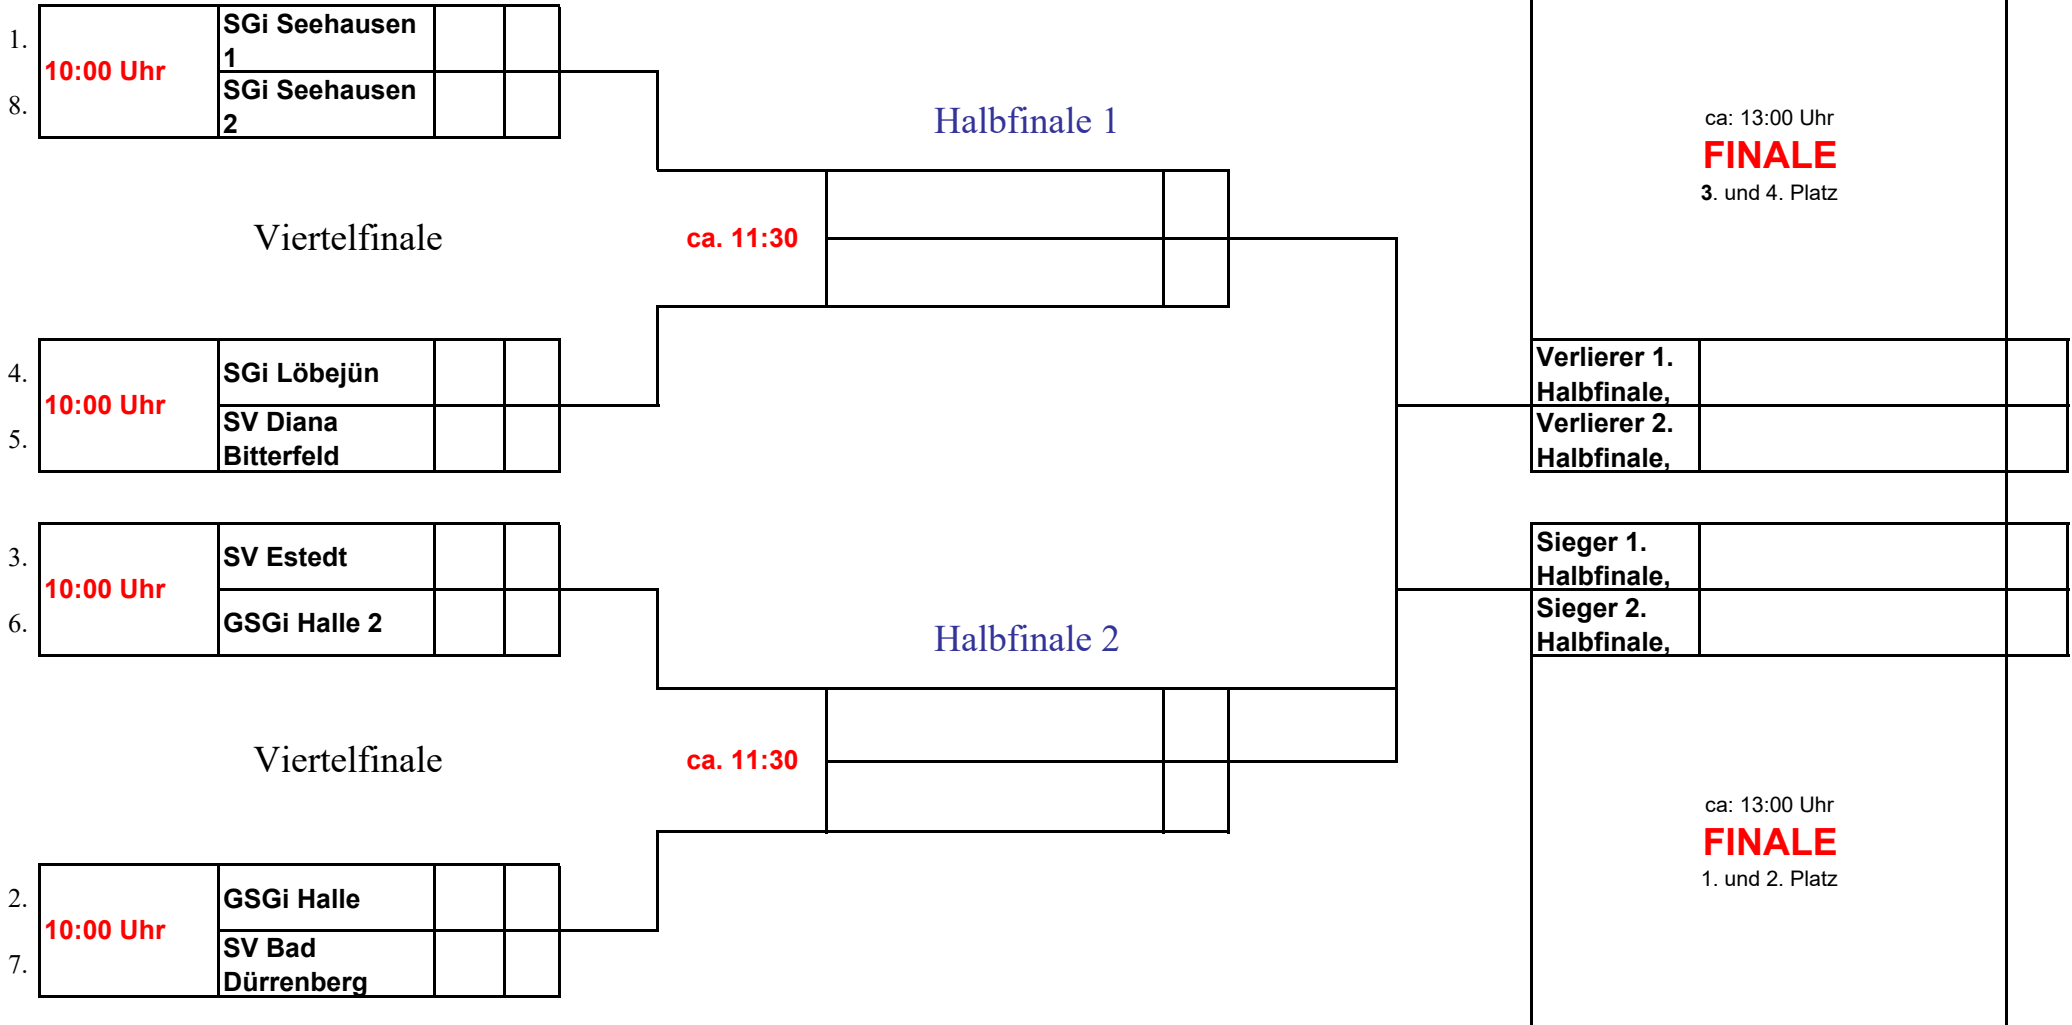 1.
10:00 Uhr
SGi Seehausen
1
8.
SGi Seehausen
2
Halbfinale 1
ca: 13:00 Uhr
FINALE
3. und 4. Platz
Viertelfinale
ca. 11:30
4.
10:00 Uhr
SGi Löbejün
5.
SV Diana
Bitterfeld
Verlierer 1.
Halbfinale,
Verlierer 2.
Halbfinale,
3.
10:00 Uhr
SV Estedt
6.
GSGi Halle 2
Sieger 1.
Halbfinale,
Sieger 2.
Halbfinale,
Halbfinale 2
Viertelfinale
ca. 11:30
ca: 13:00 Uhr
FINALE
1. und 2. Platz
2.
10:00 Uhr
GSGi Halle
7.
SV Bad
Dürrenberg